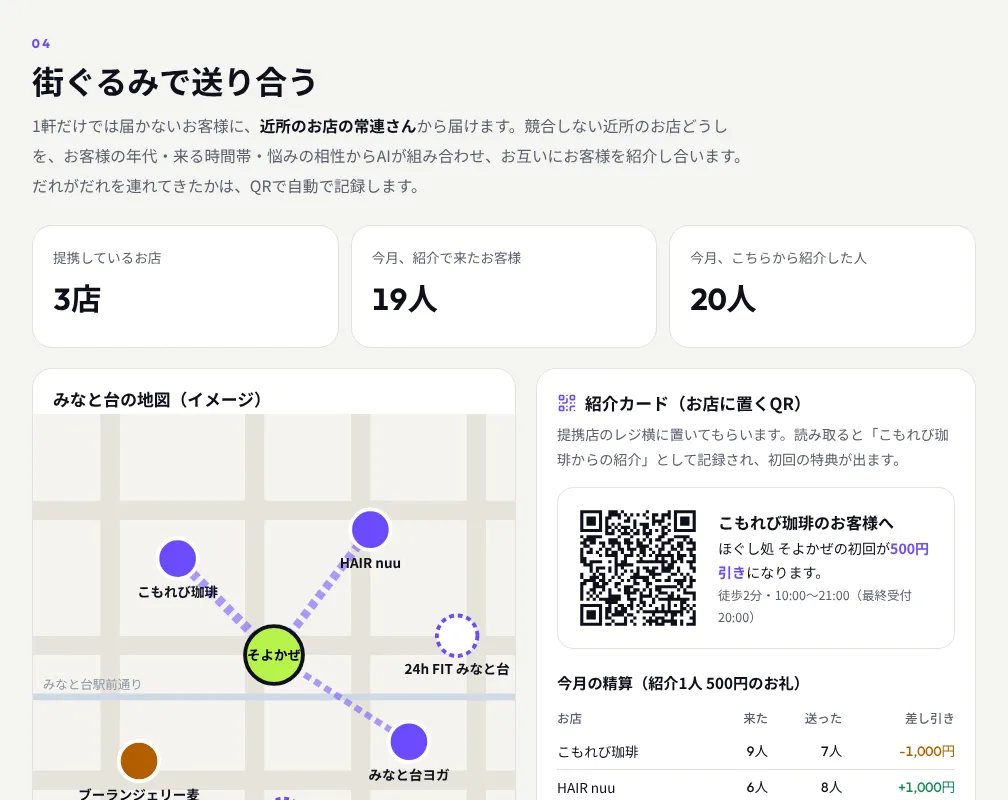 04
街ぐるみで送り合う
1軒だけでは届かないお客様に、近所のお店の常連さんから届けます。競合しない近所のお店どうし
を、お客様の年代・来る時間帯・悩みの相性からAIが組み合わせ、お互いにお客様を紹介し合います。
だれがだれを連れてきたかは、QRで自動で記録します。
提携しているお店
3店
今月、紹介で来たお客様
19人
今月、こちらから紹介した人
20人
みなと台の地図（イメージ）
HAIR nuu
こもれび珈琲
そよかぜ
24h FIT みなと台
みなと台駅前通り
みなと台ヨガ
ブーランジェリー麦
紹介カード（お店に置くQR）
提携店のレジ横に置いてもらいます。読み取ると「こもれび珈
琲からの紹介」として記録され、初回の特典が出ます。
こもれび珈琲のお客様へ
ほぐし処 そよかぜの初回が500円
引きになります。
徒歩2分・10:00〜21:00（最終受付
20:00）
今月の精算（紹介1人 500円のお礼）
お店 来た 送った 差し引き
こもれび珈琲 9人 7人 -1,000円
HAIR nuu 6人 8人 +1,000円